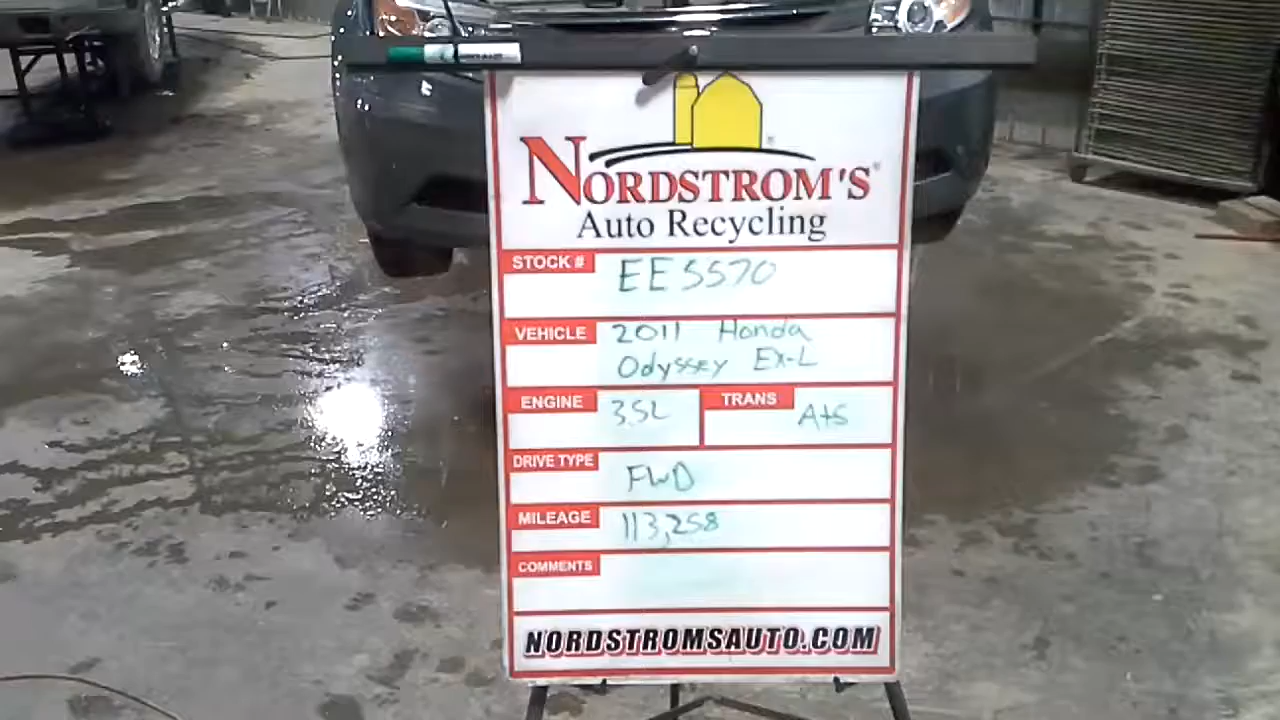 NORDSTROM'S®
Auto Recycling
STOCK # EE5570
VEHICLE 2011 Honda
Odyssey Ex-L
ENGINE 3.5L TRANS A+5
DRIVE TYPE FWD
MILEAGE 113,258
COMMENTS
NORDSTROMSAUTO.COM